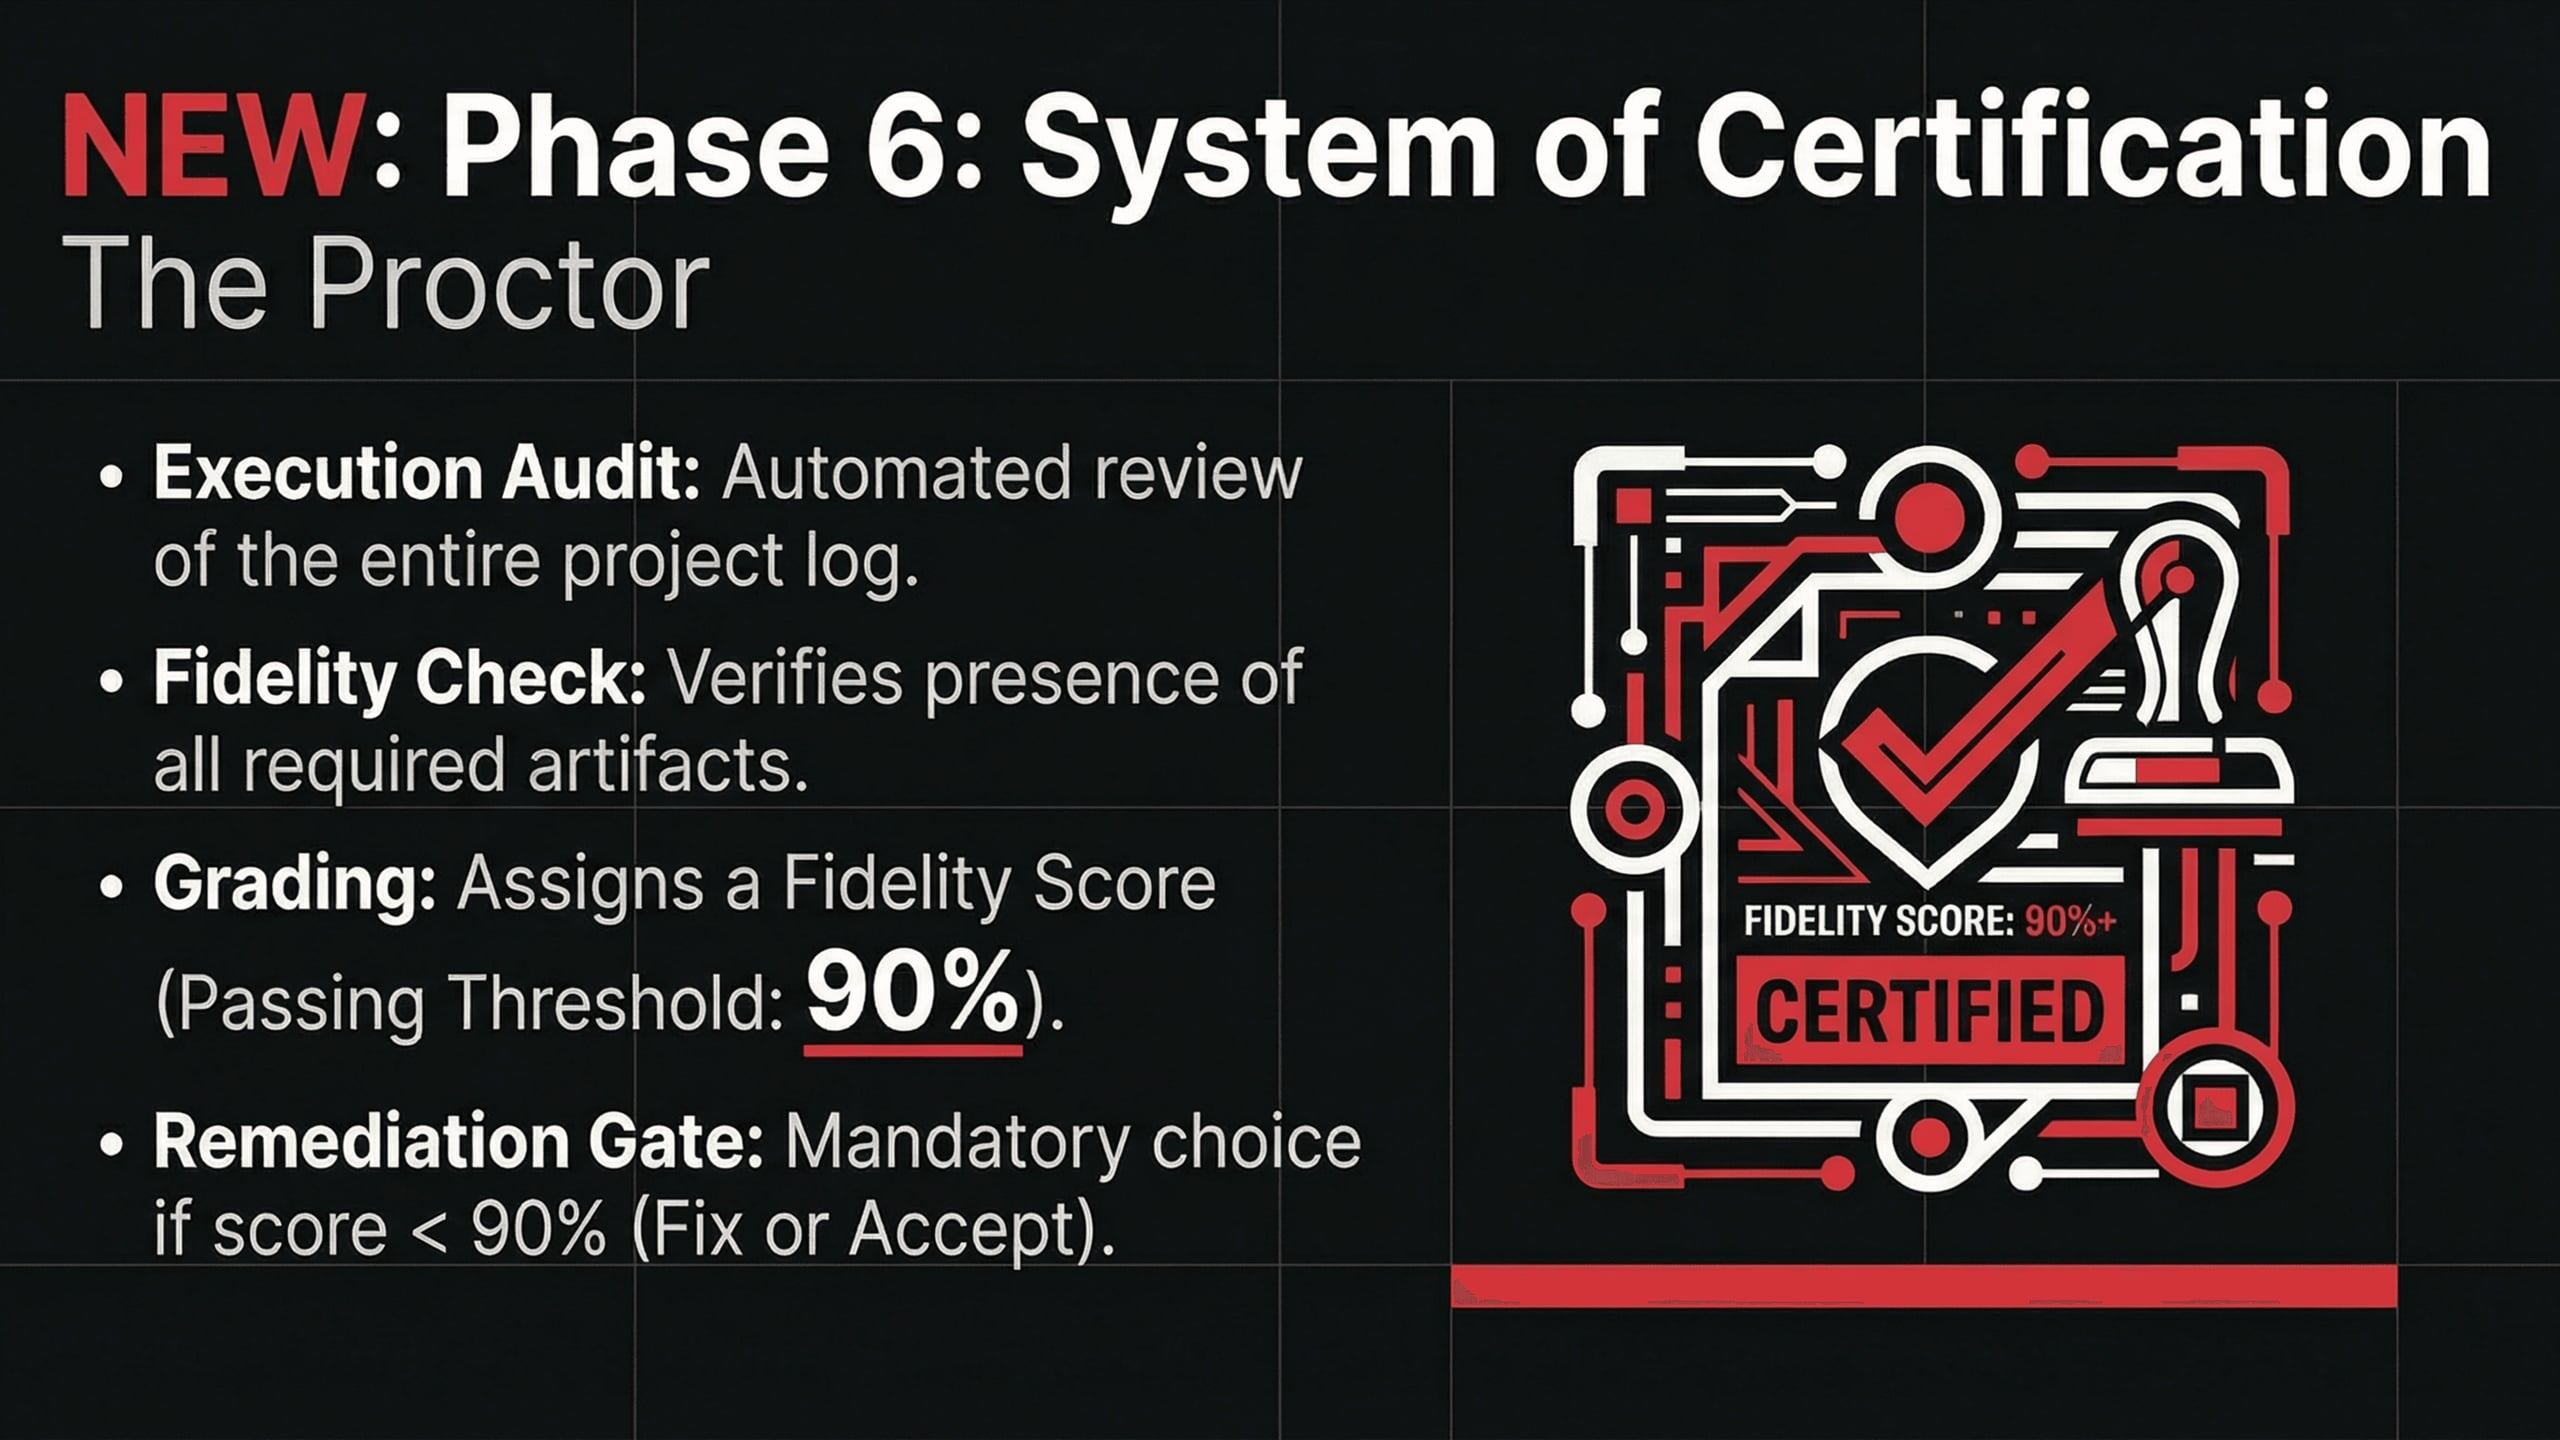 NEW: Phase 6: System of Certification
The Proctor
• Execution Audit: Automated review
of the entire project log.
• Fidelity Check: Verifies presence of
all required artifacts.
• Grading: Assigns a Fidelity Score
(Passing Threshold: 90%).
• Remediation Gate: Mandatory choice
if score < 90% (Fix or Accept).
FIDELITY SCORE: 90%+
CERTIFIED